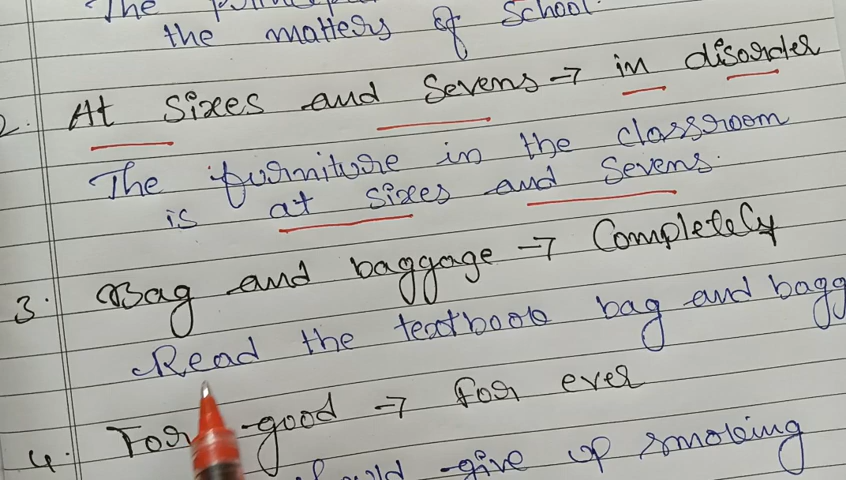 The
the matters of School.
2. At Sixes and Sevens → in disorder
The furniture in the classroom
is at sixes and Sevens.
3. Bag and baggage → Completely
Read the textbook bag and bagg
4. For good → for ever
give up smoking